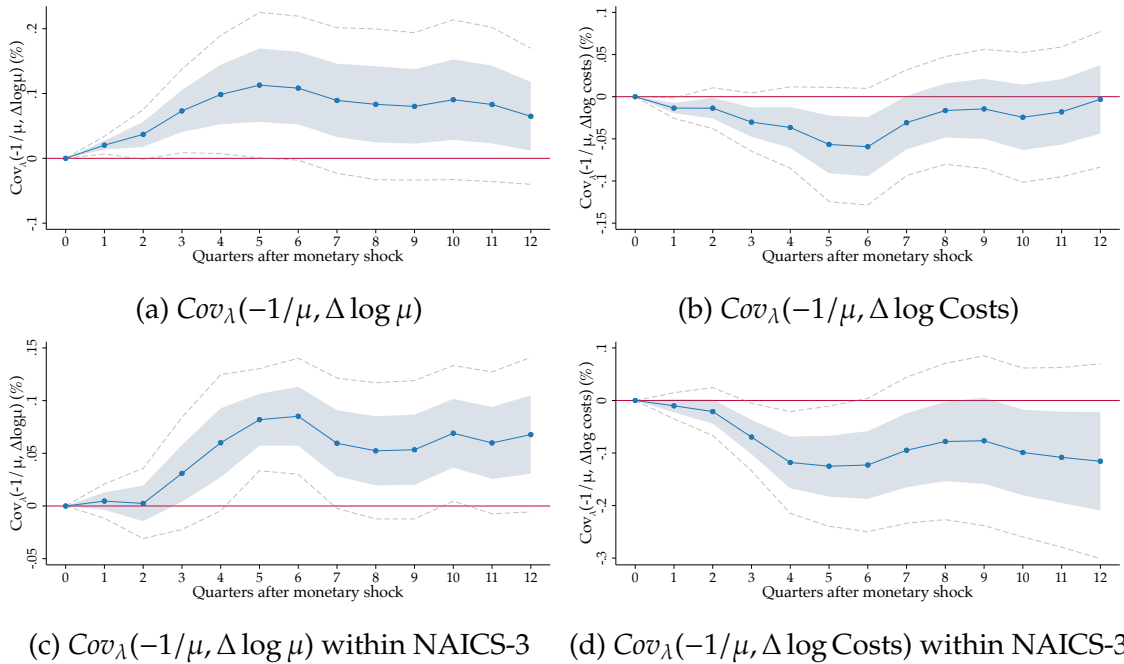 Cov_λ(-1/μ, Δlogμ) (%)
.2
.1
0
-.1
0 1 2 3 4 5 6 7 8 9 10 11 12
Quarters after monetary shock
(a) Cov_λ(−1/μ, Δ log μ)
Cov_λ(-1/μ, Δlog costs) (%)
.1
.05
0
-.05
-.1
-.15
0 1 2 3 4 5 6 7 8 9 10 11 12
Quarters after monetary shock
(b) Cov_λ(−1/μ, Δ log Costs)
Cov_λ(-1/μ, Δlogμ) (%)
.15
.1
.05
0
-.05
0 1 2 3 4 5 6 7 8 9 10 11 12
Quarters after monetary shock
(c) Cov_λ(−1/μ, Δ log μ) within NAICS-3
Cov_λ(-1/μ, Δlog costs) (%)
.1
0
-.1
-.2
-.3
0 1 2 3 4 5 6 7 8 9 10 11 12
Quarters after monetary shock
(d) Cov_λ(−1/μ, Δ log Costs) within NAICS-3